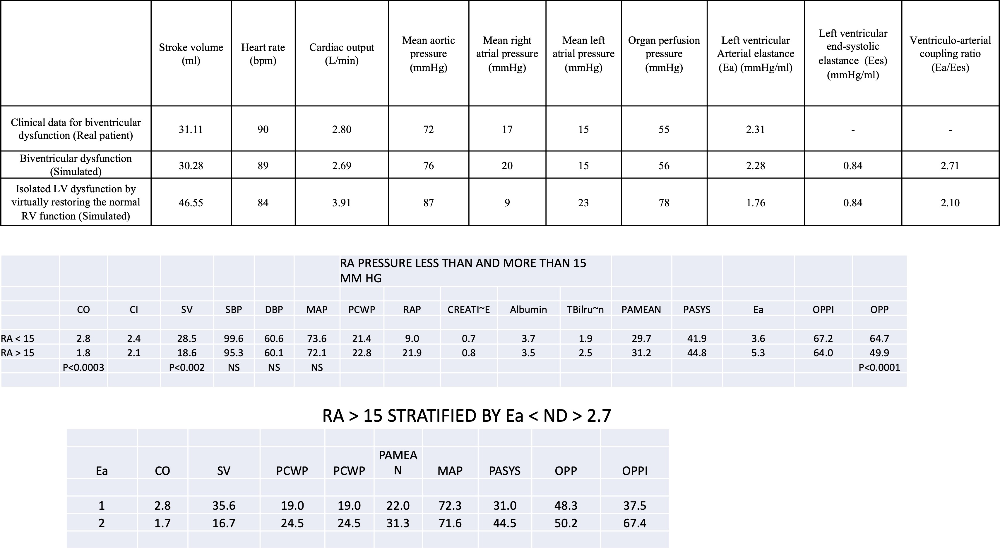 Stroke volume (ml) Heart rate (bpm) Cardiac output (L/min) Mean aortic pressure (mmHg) Mean right atrial pressure (mmHg) Mean left atrial pressure (mmHg) Organ perfusion pressure (mmHg) Left ventricular Arterial elastance (Ea) (mmHg/ml) Left ventricular end-systolic elastance (Ees) (mmHg/ml) Ventriculo-arterial coupling ratio (Ea/Ees)
Clinical data for biventricular dysfunction (Real patient) 31.11 90 2.80 72 17 15 55 2.31 - -
Biventricular dysfunction (Simulated) 30.28 89 2.69 76 20 15 56 2.28 0.84 2.71
Isolated LV dysfunction by virtually restoring the normal RV function (Simulated) 46.55 84 3.91 87 9 23 78 1.76 0.84 2.10
RA PRESSURE LESS THAN AND MORE THAN 15
MM HG
CO CI SV SBP DBP MAP PCWP RAP CREATI~E Albumin TBilru~n PAMEAN PASYS Ea OPPI OPP
RA < 15 2.8 2.4 28.5 99.6 60.6 73.6 21.4 9.0 0.7 3.7 1.9 29.7 41.9 3.6 67.2 64.7
RA > 15 1.8 2.1 18.6 95.3 60.1 72.1 22.8 21.9 0.8 3.5 2.5 31.2 44.8 5.3 64.0 49.9
P<0.0003 P<0.002 NS NS NS P<0.0001
RA > 15 STRATIFIED BY Ea < ND > 2.7
Ea CO SV PCWP PCWP PAMEA N MAP PASYS OPP OPPI
1 2.8 35.6 19.0 19.0 22.0 72.3 31.0 48.3 37.5
2 1.7 16.7 24.5 24.5 31.3 71.6 44.5 50.2 67.4